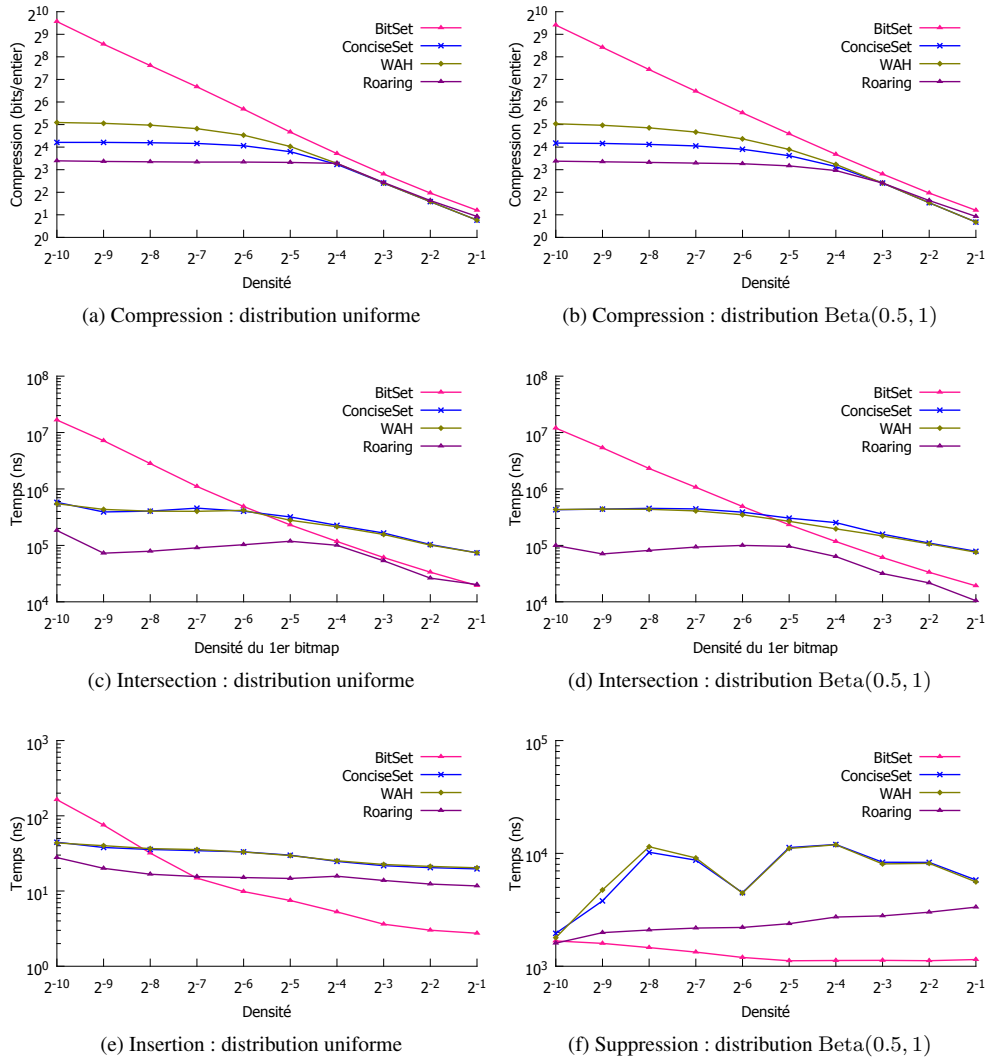 2^10
2^9
2^8
2^7
2^6
2^5
2^4
2^3
2^2
2^1
2^0
Compression (bits/entier)
BitSet
ConciseSet
WAH
Roaring
2^-10 2^-9 2^-8 2^-7 2^-6 2^-5 2^-4 2^-3 2^-2 2^-1
Densité
(a) Compression : distribution uniforme
2^10
2^9
2^8
2^7
2^6
2^5
2^4
2^3
2^2
2^1
2^0
Compression (bits/entier)
BitSet
ConciseSet
WAH
Roaring
2^-10 2^-9 2^-8 2^-7 2^-6 2^-5 2^-4 2^-3 2^-2 2^-1
Densité
(b) Compression : distribution Beta(0.5, 1)
10^8
10^7
10^6
10^5
10^4
Temps (ns)
BitSet
ConciseSet
WAH
Roaring
2^-10 2^-9 2^-8 2^-7 2^-6 2^-5 2^-4 2^-3 2^-2 2^-1
Densité du 1er bitmap
(c) Intersection : distribution uniforme
10^8
10^7
10^6
10^5
10^4
Temps (ns)
BitSet
ConciseSet
WAH
Roaring
2^-10 2^-9 2^-8 2^-7 2^-6 2^-5 2^-4 2^-3 2^-2 2^-1
Densité du 1er bitmap
(d) Intersection : distribution Beta(0.5, 1)
10^3
10^2
10^1
10^0
Temps (ns)
BitSet
ConciseSet
WAH
Roaring
2^-10 2^-9 2^-8 2^-7 2^-6 2^-5 2^-4 2^-3 2^-2 2^-1
Densité
(e) Insertion : distribution uniforme
10^5
10^4
10^3
Temps (ns)
BitSet
ConciseSet
WAH
Roaring
2^-10 2^-9 2^-8 2^-7 2^-6 2^-5 2^-4 2^-3 2^-2 2^-1
Densité
(f) Suppression : distribution Beta(0.5, 1)